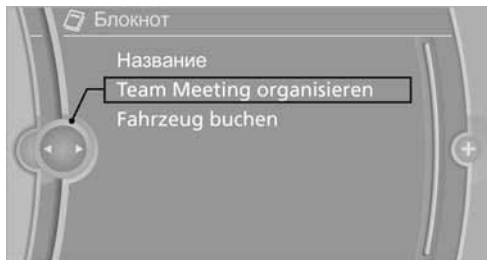 Блокнот
Название
Team Meeting organisieren
Fahrzeug buchen